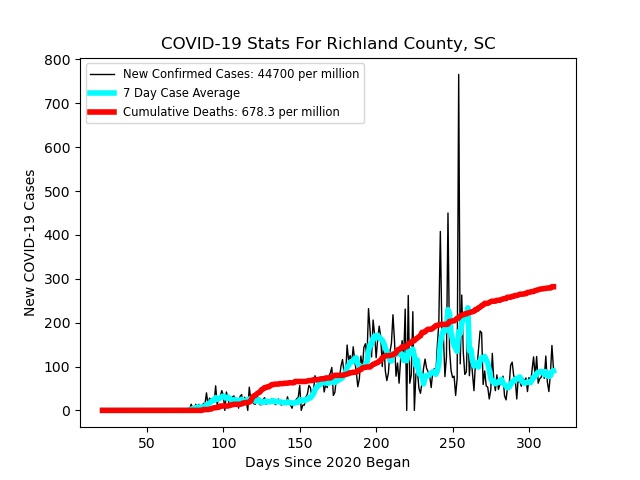 COVID-19 Stats For Richland County, SC
New Confirmed Cases: 44700 per million
7 Day Case Average
Cumulative Deaths: 678.3 per million
800
700
600
500
400
300
200
100
0
New COVID-19 Cases
50 100 150 200 250 300
Days Since 2020 Began